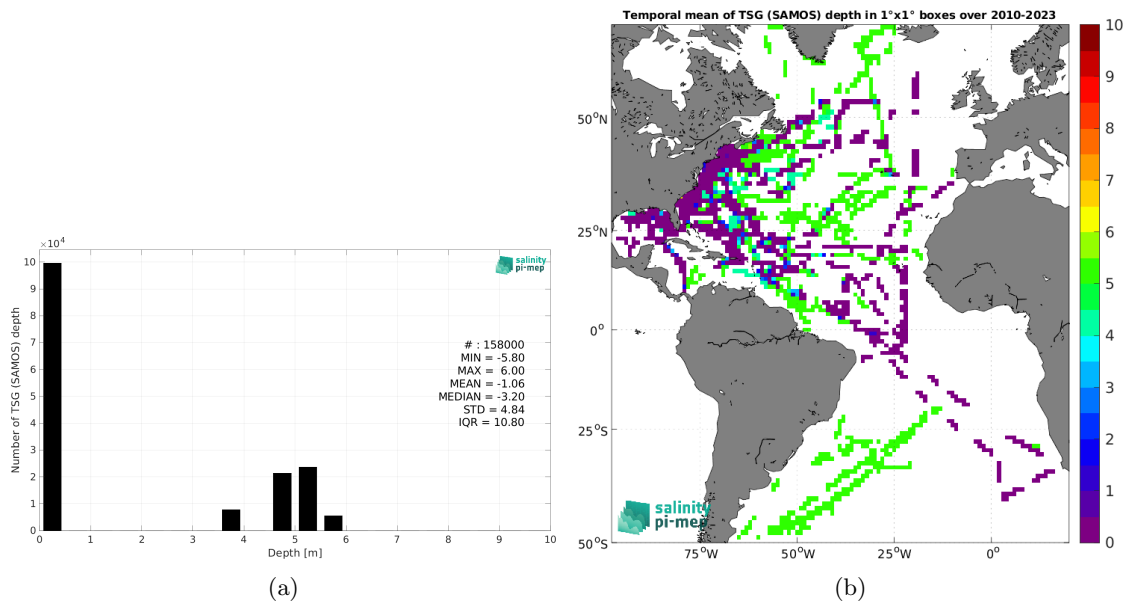 Temporal mean of TSG (SAMOS) depth in 1°x1° boxes over 2010-2023
×10⁴
10
9
8
7
6
5
4
3
2
1
0
Number of TSG (SAMOS) depth
salinity
pi-mep
# : 158000
MIN = -5.80
MAX = 6.00
MEAN = -1.06
MEDIAN = -3.20
STD = 4.84
IQR = 10.80
0 1 2 3 4 5 6 7 8 9 10
Depth [m]
(a)
50°N
25°N
0°
25°S
50°S
75°W 50°W 25°W 0°
salinity
pi-mep
10
9
8
7
6
5
4
3
2
1
0
(b)